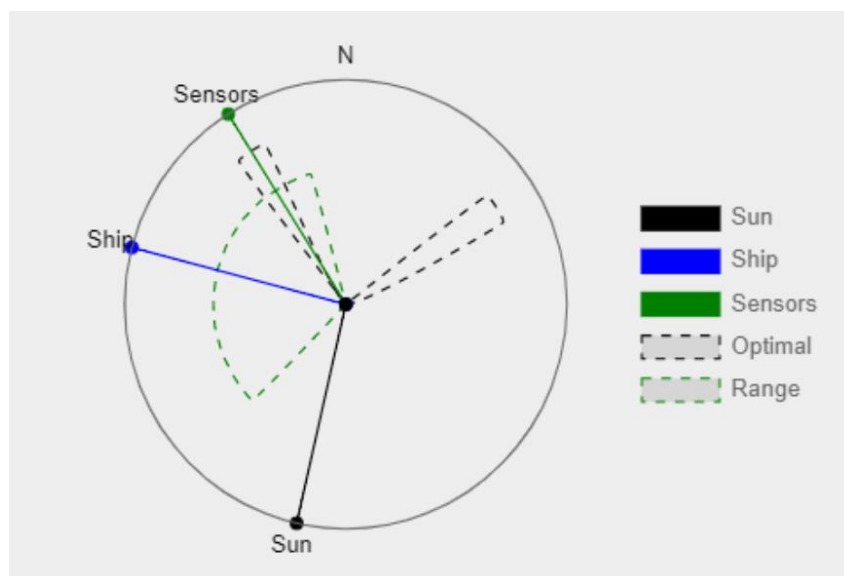 N
Sensors
Ship
Sun
Sun
Ship
Sensors
Optimal
Range